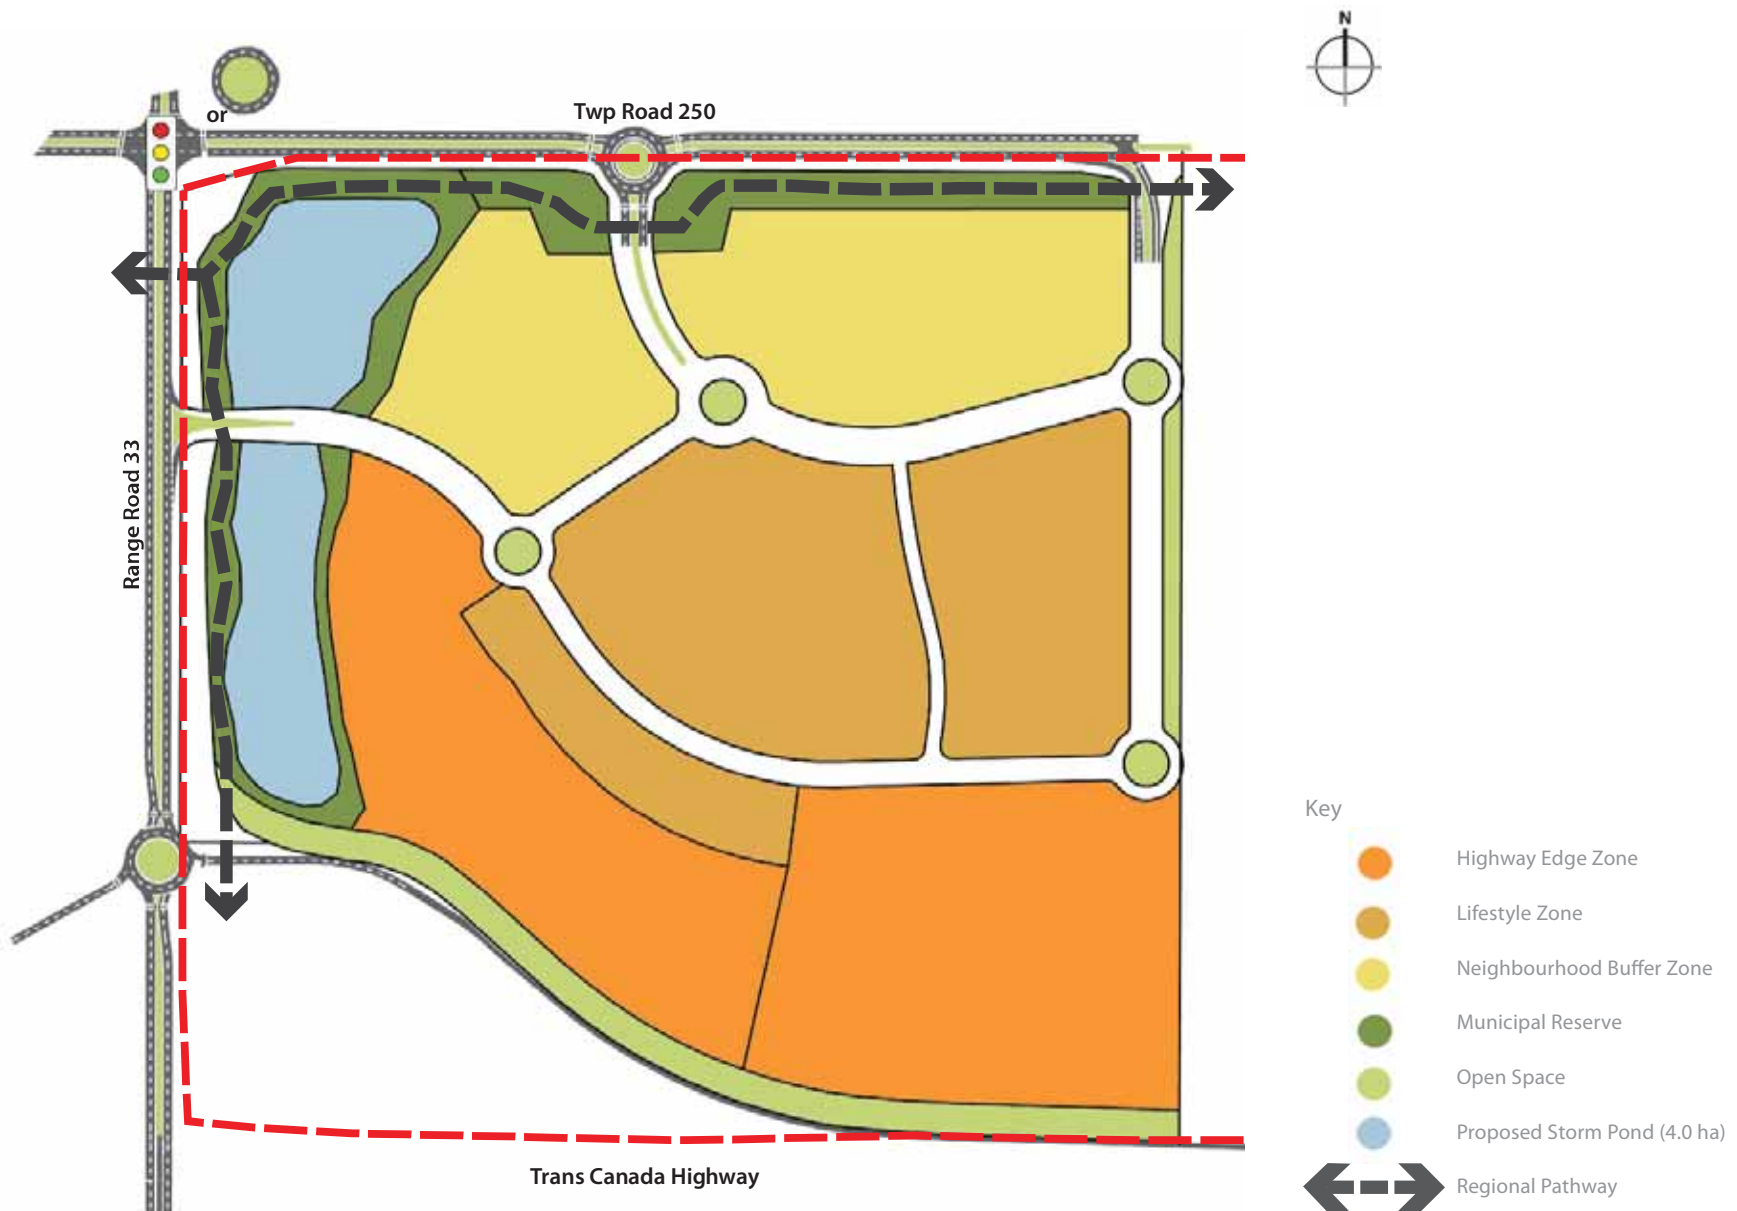 N
or
Twp Road 250
Range Road 33
Trans Canada Highway
Key
Highway Edge Zone
Lifestyle Zone
Neighbourhood Buffer Zone
Municipal Reserve
Open Space
Proposed Storm Pond (4.0 ha)
Regional Pathway